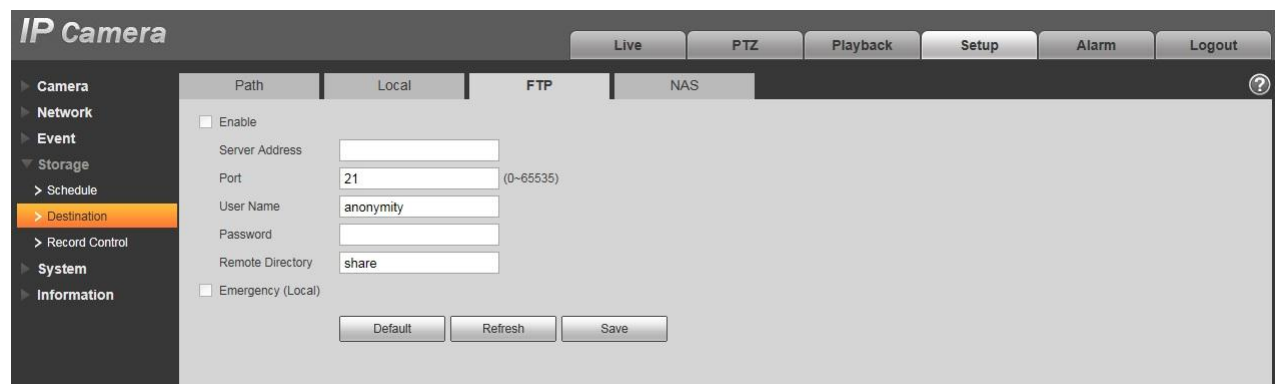 IP Camera
Live PTZ Playback Setup Alarm Logout
Camera
Network
Event
Storage
> Schedule
> Destination
> Record Control
System
Information
Path Local FTP NAS
?
Enable
Server Address
Port 21 (0~65535)
User Name anonymity
Password
Remote Directory share
Emergency (Local)
Default Refresh Save